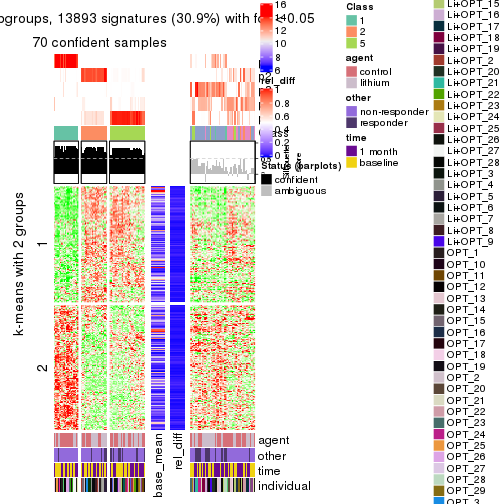 ogroups, 13893 signatures (30.9%) with f
<0.05
70 confident samples
k-means with 2 groups
1
2
16
14
12
10
8
6
rel_diff
1
0.8
0.6
0.4
0.2
0
Status (barplots)
confident
ambiguous
Class
1
2
5
agent
control
lithium
other
non-responder
responder
time
1 month
baseline
base_mean
rel_diff
agent
other
time
individual
Li+OPT_15
Li+OPT_16
Li+OPT_17
Li+OPT_18
Li+OPT_19
Li+OPT_2
Li+OPT_20
Li+OPT_21
Li+OPT_22
Li+OPT_23
Li+OPT_24
Li+OPT_25
Li+OPT_26
Li+OPT_27
Li+OPT_28
Li+OPT_3
Li+OPT_4
Li+OPT_5
Li+OPT_6
Li+OPT_7
Li+OPT_8
Li+OPT_9
OPT_1
OPT_10
OPT_11
OPT_12
OPT_13
OPT_14
OPT_15
OPT_16
OPT_17
OPT_18
OPT_19
OPT_2
OPT_20
OPT_21
OPT_22
OPT_23
OPT_24
OPT_25
OPT_26
OPT_27
OPT_28
OPT_29
OPT_3